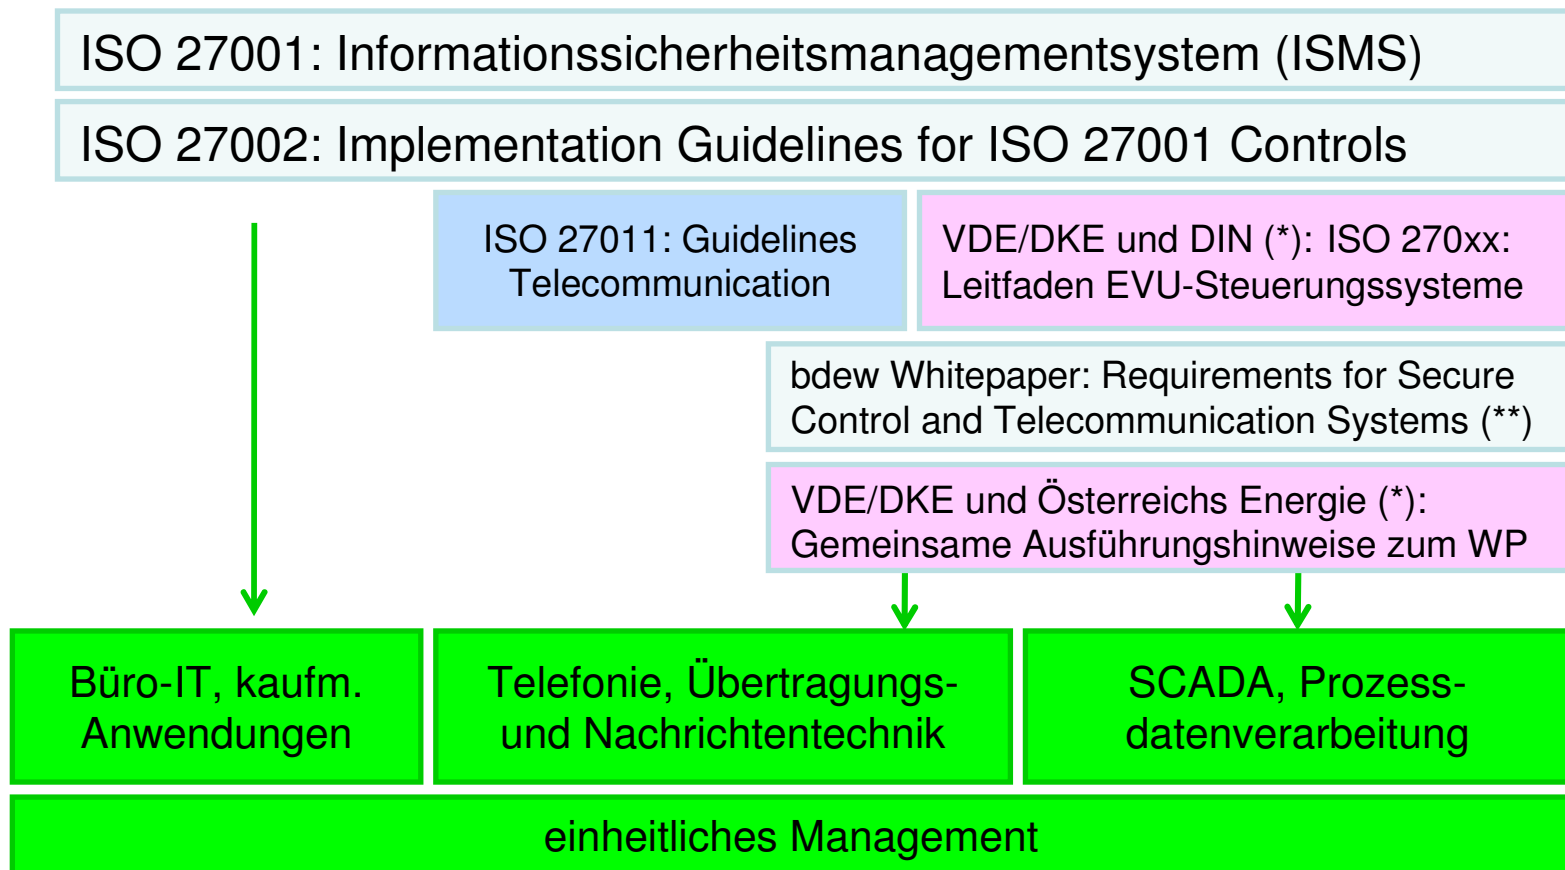 ISO 27001: Informationssicherheitsmanagementsystem (ISMS)
ISO 27002: Implementation Guidelines for ISO 27001 Controls
ISO 27011: Guidelines
Telecommunication
VDE/DKE und DIN (*): ISO 270xx:
Leitfaden EVU-Steuerungssysteme
bdew Whitepaper: Requirements for Secure
Control and Telecommunication Systems (**)
VDE/DKE und Österreichs Energie (*):
Gemeinsame Ausführungshinweise zum WP
Büro-IT, kaufm.
Anwendungen
Telefonie, Übertragungs-
und Nachrichtentechnik
SCADA, Prozess-
datenverarbeitung
einheitliches Management